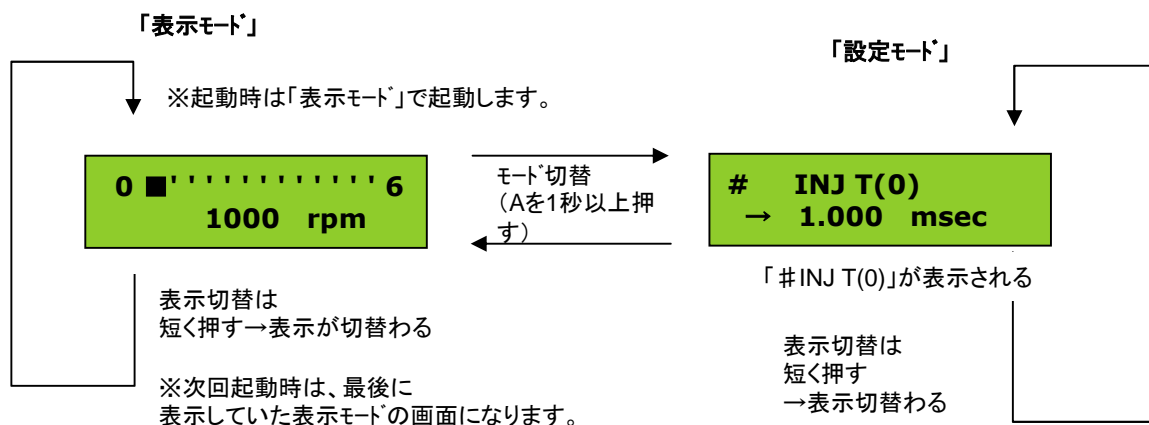 「表示ﾓｰﾄﾞ」
※起動時は「表示ﾓｰﾄﾞ」で起動します。
0 ■' ' ' ' ' ' ' ' ' ' ' ' 6
1000 rpm
表示切替は
短く押す→表示が切替わる
※次回起動時は、最後に
表示していた表示ﾓｰﾄﾞの画面になります。
ﾓｰﾄﾞ切替
（Aを1秒以上押
す）
「設定ﾓｰﾄﾞ」
# INJ T(0)
→ 1.000 msec
「＃INJ T(0)」が表示される
表示切替は
短く押す
→表示切替わる